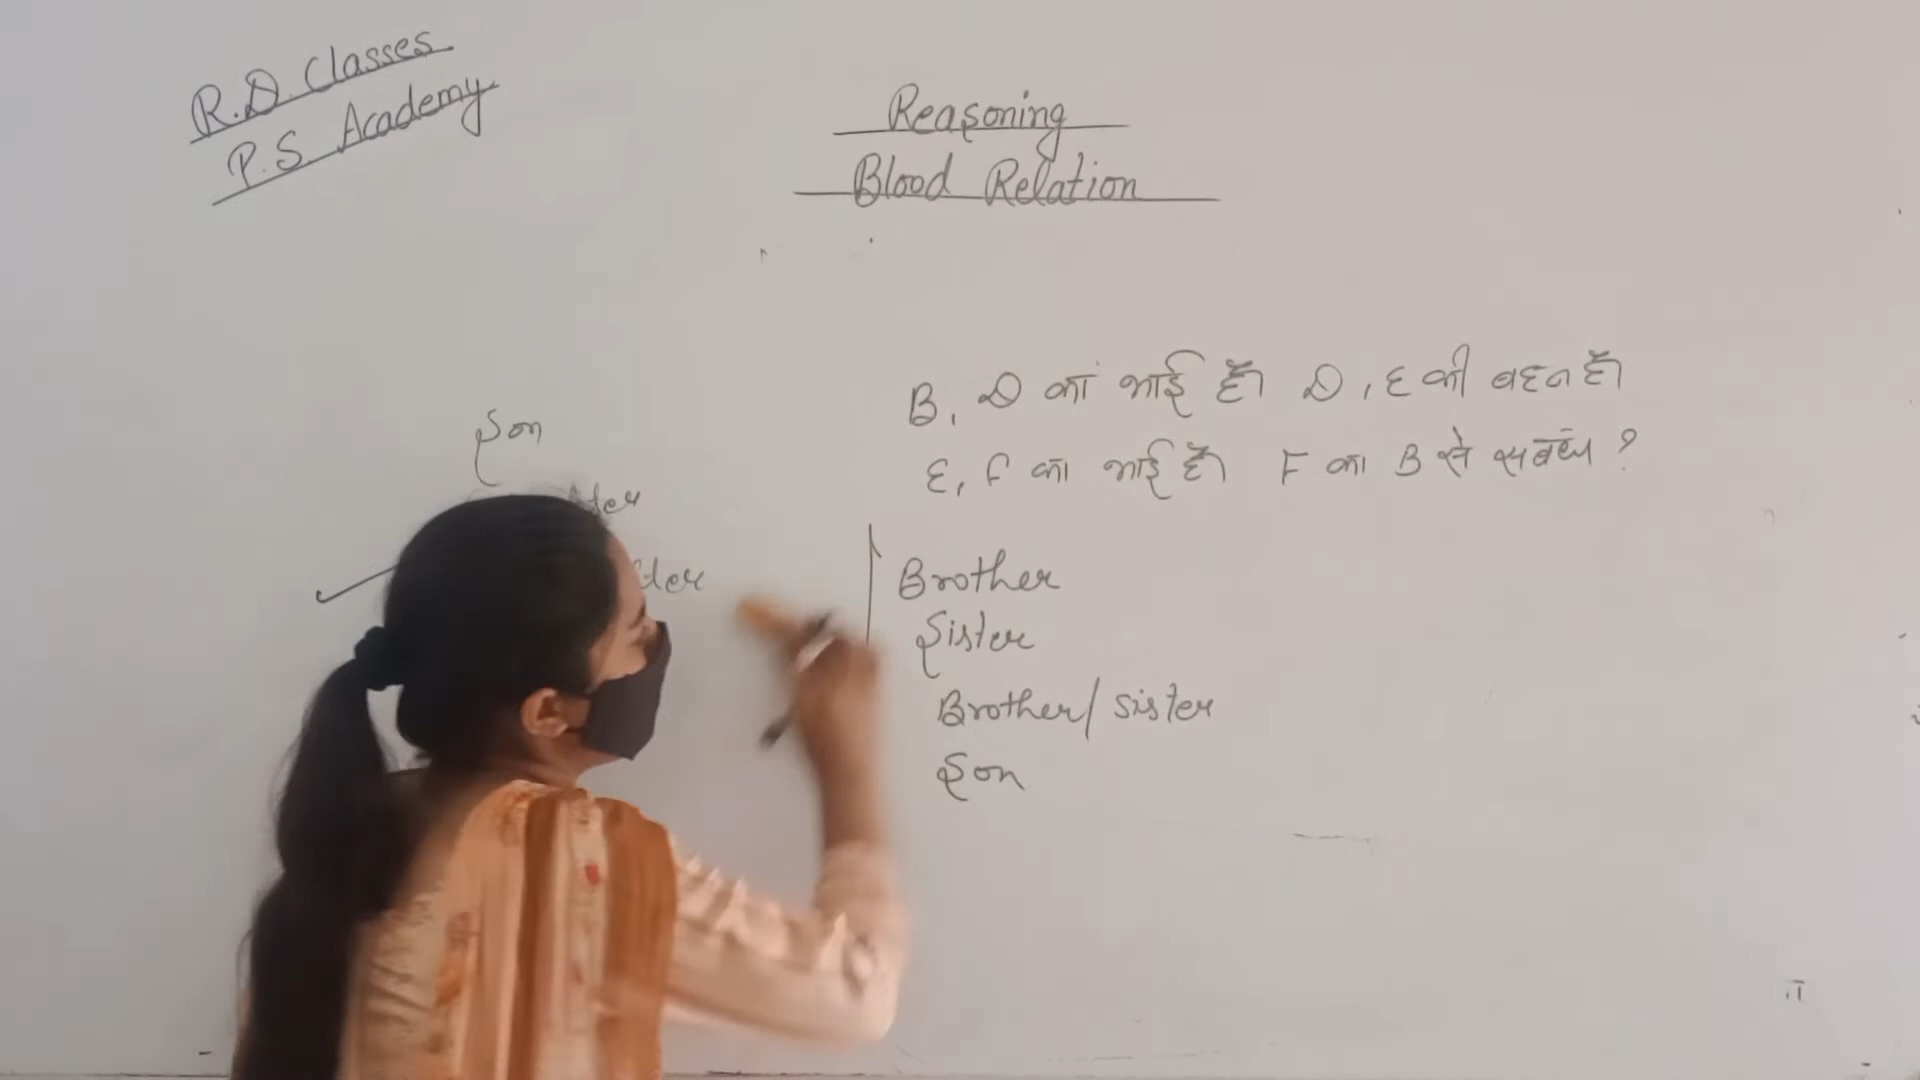 R.D. Classes
P.S. Academy
Reasoning
Blood Relation
B, D का भाई है। D, E की बहन है।
E, F का भाई है। F का B से सबंध ?
Son
Brother
Sister
Brother/ Sister
Son